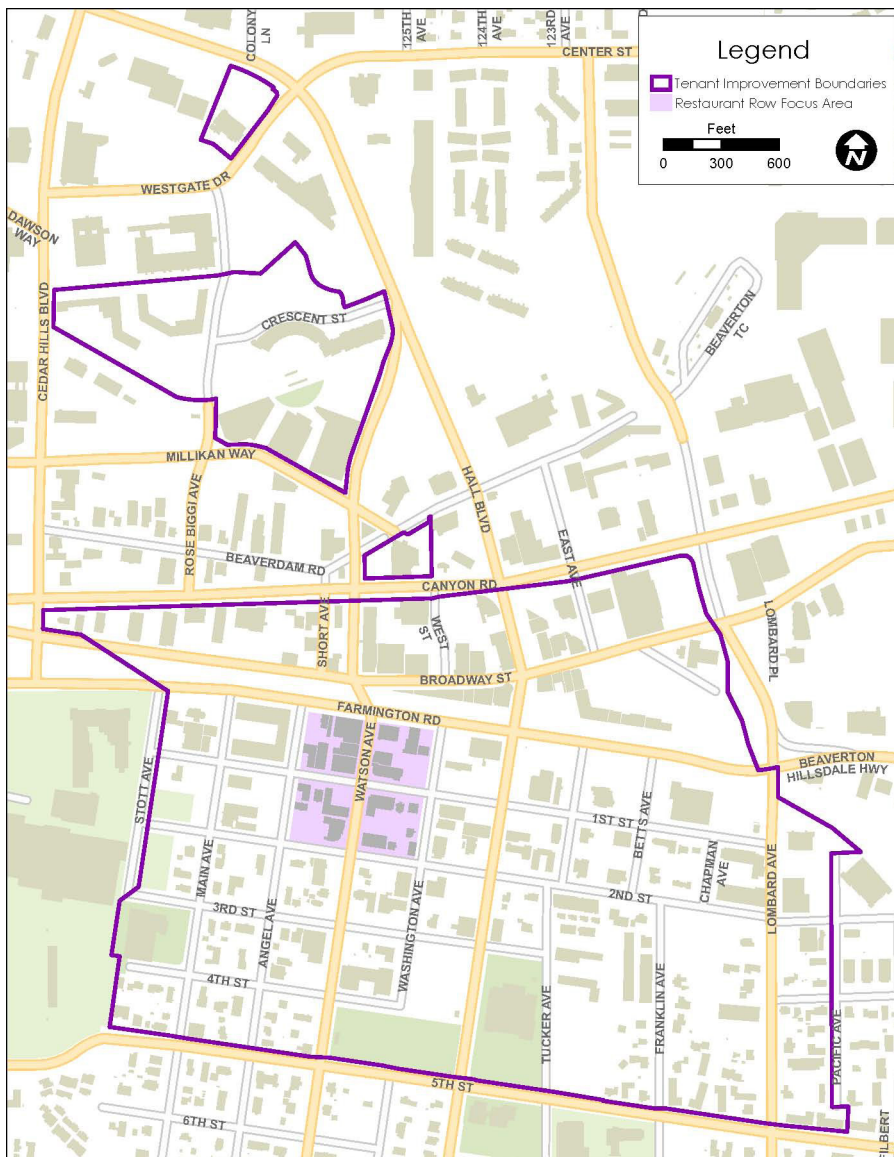 COLONY
LN
125TH
AVE
124TH
AVE
123RD
AVE
D
CENTER ST
Legend
Tenant Improvement Boundaries
Restaurant Row Focus Area
Feet
0 300 600
N
WESTGATE DR
DAWSON
WAY
CEDAR HILLS BLVD
CRESCENT ST
BEAVERTON
TC
MILLIKAN WAY
ROSE BIGGI AVE
HALL BLVD
BEAVERDAM RD
EAST AVE
CANYON RD
SHORT AVE
WEST
ST
LOMBARD PL
BROADWAY ST
FARMINGTON RD
WATSON AVE
BEAVERTON
HILLSDALE HWY
STOTT AVE
1ST ST
BETTS AVE
CHAPMAN
AVE
MAIN AVE
ANGEL AVE
2ND ST
LOMBARD AVE
3RD ST
WASHINGTON AVE
4TH ST
TUCKER AVE
FRANKLIN AVE
PACIFIC AVE
5TH ST
6TH ST
FILBERT